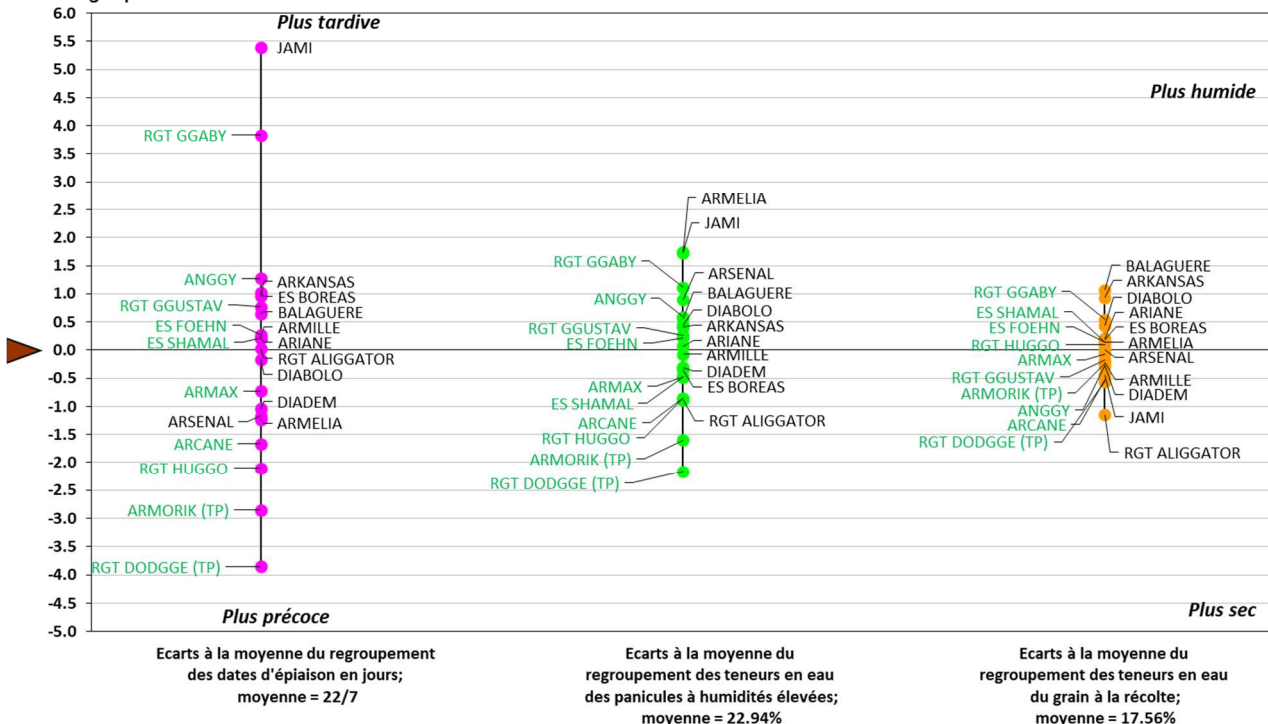 6.0
5.5
5.0
4.5
4.0
3.5
3.0
2.5
2.0
1.5
1.0
0.5
0.0
-0.5
-1.0
-1.5
-2.0
-2.5
-3.0
-3.5
-4.0
-4.5
-5.0
Plus tardive
JAMI
RGT GGABY
ANGGY
ARKANSAS
ES BOREAS
RGT GGUSTAV
BALAGUERE
ES FOEHN
ARMILLE
ES SHAMAL
ARIANE
RGT ALIGGATOR
DIABOLO
ARMAX
DIADEM
ARSENAL
ARMELIA
ARCANE
RGT HUGGO
ARMORIK (TP)
RGT DODGGE (TP)
Plus précoce
ARMELIA
JAMI
RGT GGABY
ARSENAL
BALAGUERE
ANGGY
DIABOLO
ARKANSAS
RGT GGUSTAV
ES FOEHN
ARIANE
ARMILLE
DIADEM
ES BOREAS
ARMAX
ES SHAMAL
ARCANE
RGT ALIGGATOR
RGT HUGGO
ARMORIK (TP)
RGT DODGGE (TP)
Plus humide
BALAGUERE
ARKANSAS
RGT GGABY
DIABOLO
ES SHAMAL
ARIANE
ES FOEHN
ES BOREAS
RGT HUGGO
ARMELIA
ARMAX
ARSENAL
RGT GGUSTAV
ARMILLE
ARMORIK (TP)
DIADEM
ANGGY
JAMI
ARCANE
RGT DODGGE (TP)
RGT ALIGGATOR
Plus sec
Ecarts à la moyenne du regroupement
des dates d'épiaison en jours;
moyenne = 22/7
Ecarts à la moyenne du
regroupement des teneurs en eau
des panicules à humidités élevées;
moyenne = 22.94%
Ecarts à la moyenne du
regroupement des teneurs en eau
du grain à la récolte;
moyenne = 17.56%